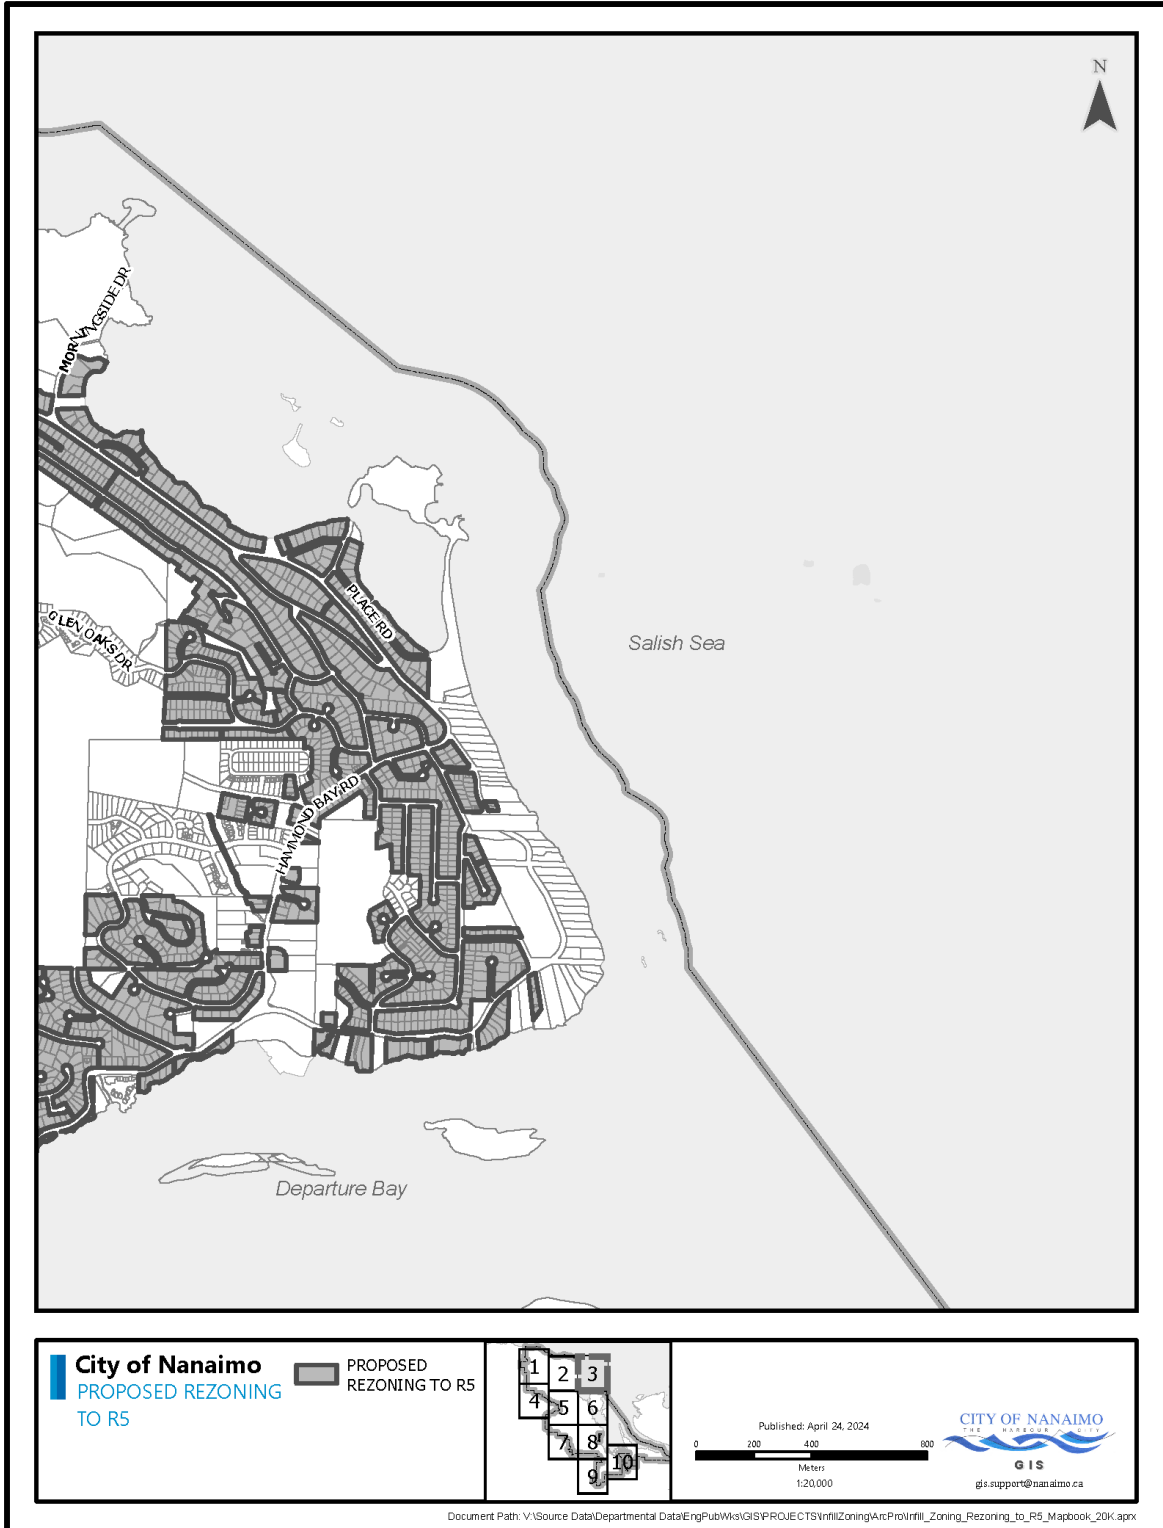 N
MORNINGSIDE DR
PLACE RD
GLEN OAKS DR
Salish Sea
HAMMOND BAY RD
Departure Bay
City of Nanaimo
PROPOSED REZONING
TO R5
PROPOSED
REZONING TO R5
1
2
3
4
5
6
7
8
9
10
Published: April 24, 2024
0 200 400 800
Meters
1:20,000
CITY OF NANAIMO
THE HARBOUR CITY
GIS
gis.support@nanaimo.ca
Document Path: V:\Source Data\Departmental Data\EngPubWks\GIS\PROJECTS\InfillZoning\ArcPro\Infill_Zoning_Rezoning_to_R5_Mapbook_20K.aprx